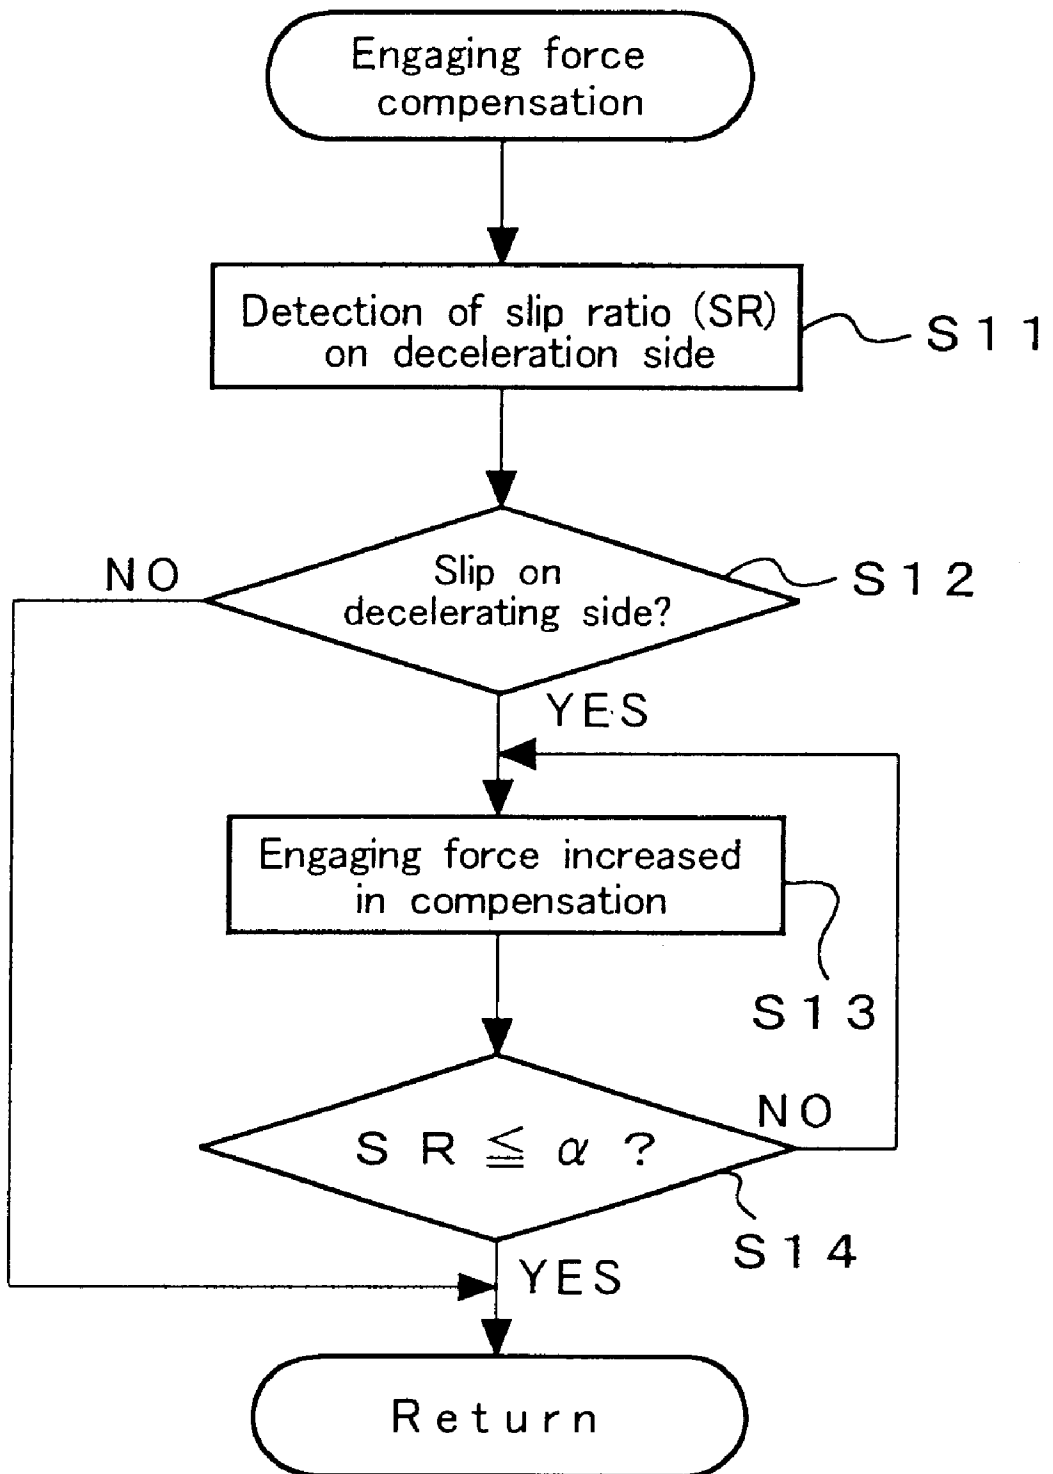 Engaging force
compensation
Detection of slip ratio (SR)
on deceleration side
S11
NO
Slip on
decelerating side?
S12
YES
Engaging force increased
in compensation
S13
NO
SR ≦ α ?
S14
YES
Return